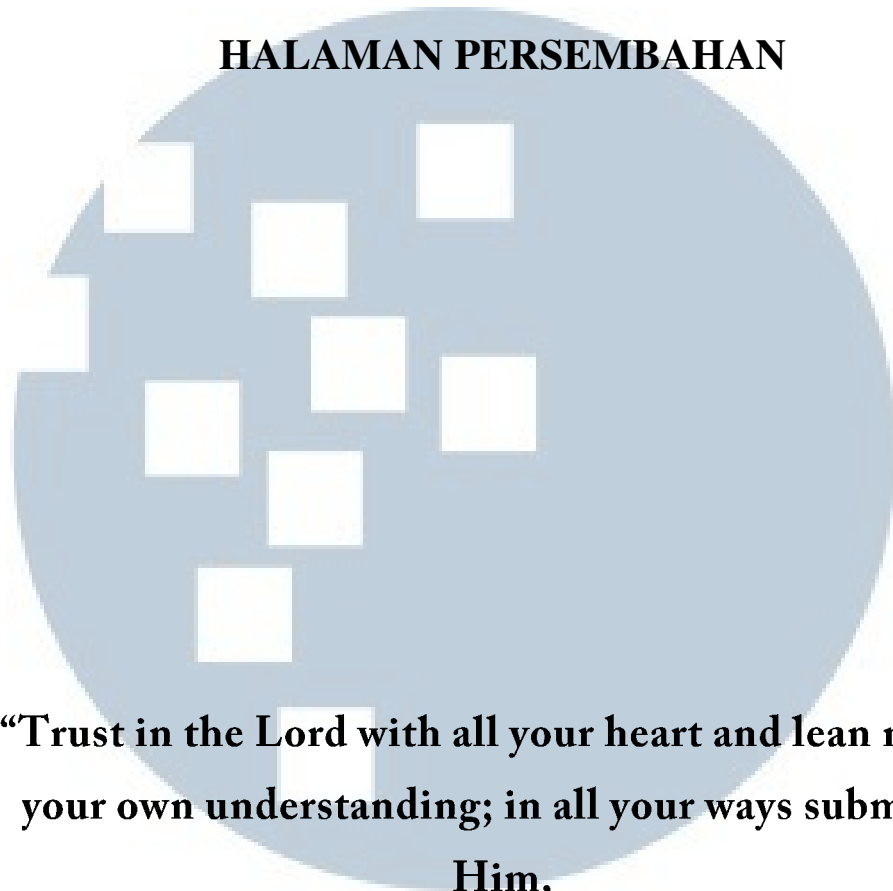 HALAMAN PERSEMBAHAN
“Trust in the Lord with all your heart and lean
your own understanding; in all your ways
Him,